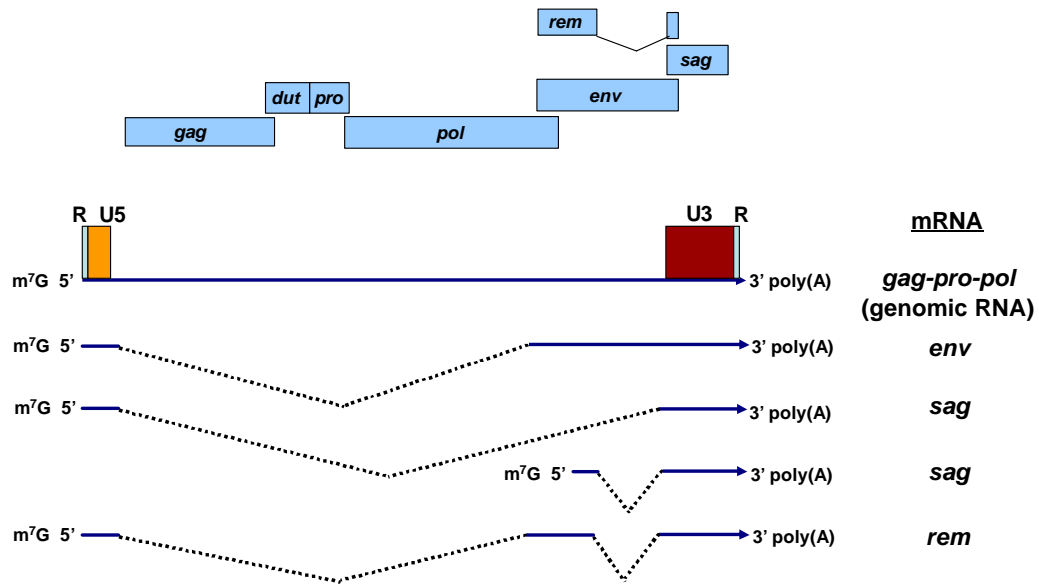 rem
sag
dut pro
env
gag
pol
R U5
U3 R
mRNA
m⁷G 5’ 3’ poly(A)
gag-pro-pol
(genomic RNA)
m⁷G 5’ 3’ poly(A) env
m⁷G 5’ 3’ poly(A) sag
m⁷G 5’ 3’ poly(A) sag
m⁷G 5’ 3’ poly(A) rem